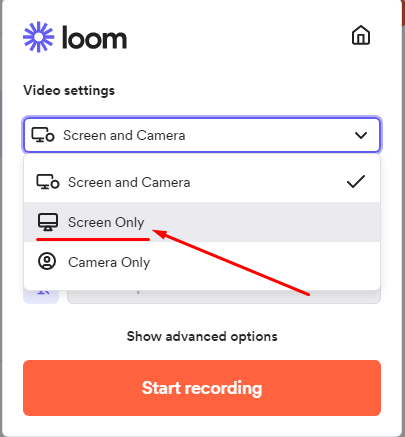 loom
Video settings
Screen and Camera
Screen and Camera
Screen Only
Camera Only
Show advanced options
Start recording